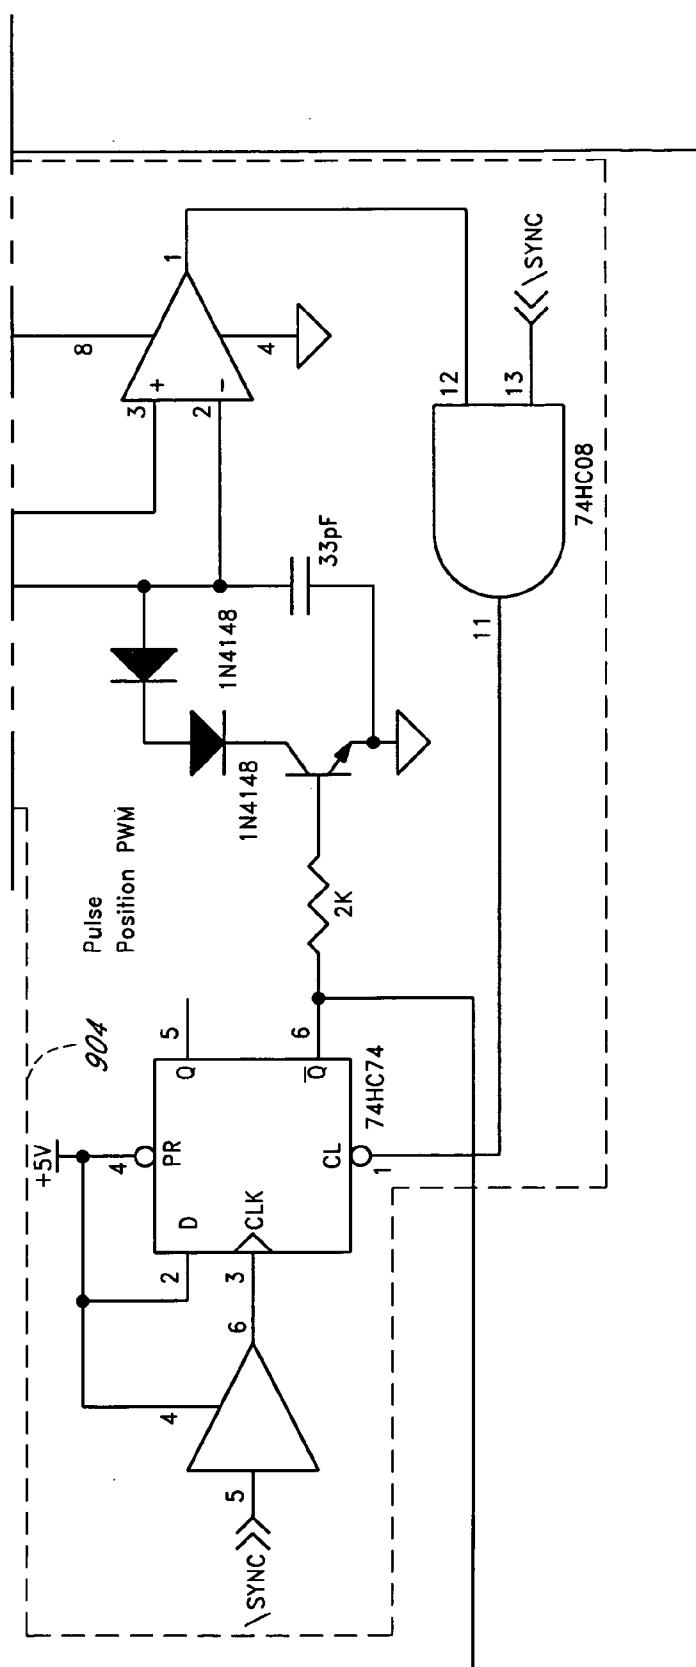 \SYNC
5
4
6
+5V
2
3
D
CLK
4
PR
CL
1
Q
Q
5
6
74HC74
904
Pulse
Position PWM
2K
1N4148
1N4148
33pF
11
74HC08
12
13
\SYNC
3
2
+
-
8
4
1